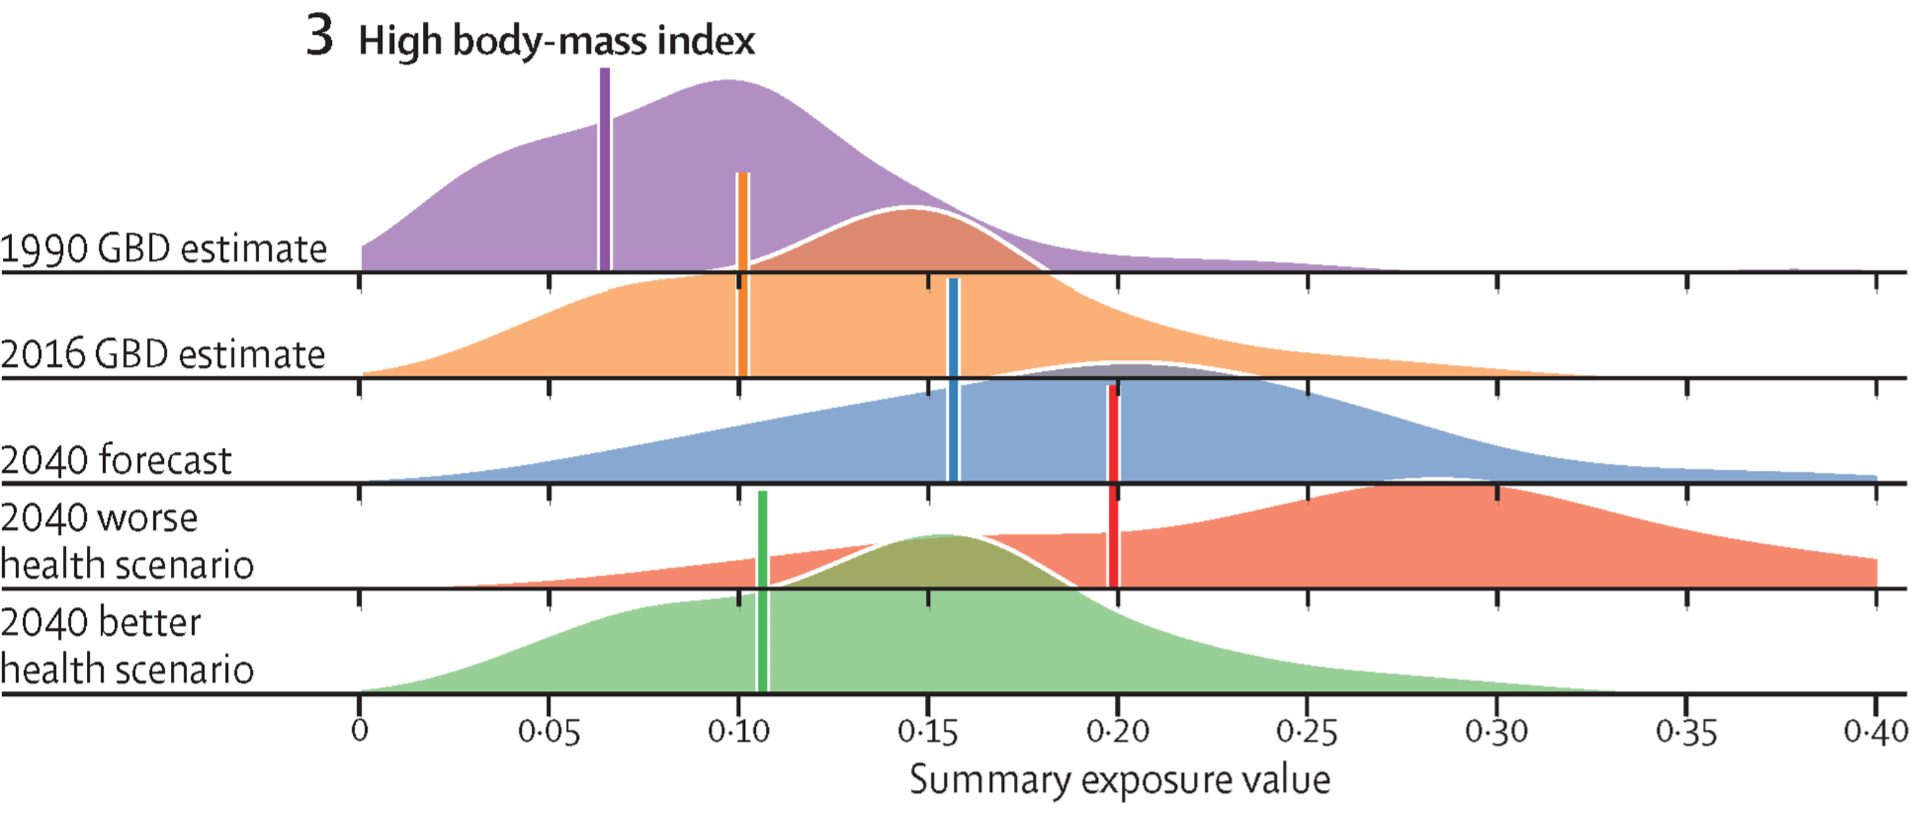 3 High body-mass index
1990 GBD estimate
2016 GBD estimate
2040 forecast
2040 worse
health scenario
2040 better
health scenario
0 0·05 0·10 0·15 0·20 0·25 0·30 0·35 0·40
Summary exposure value